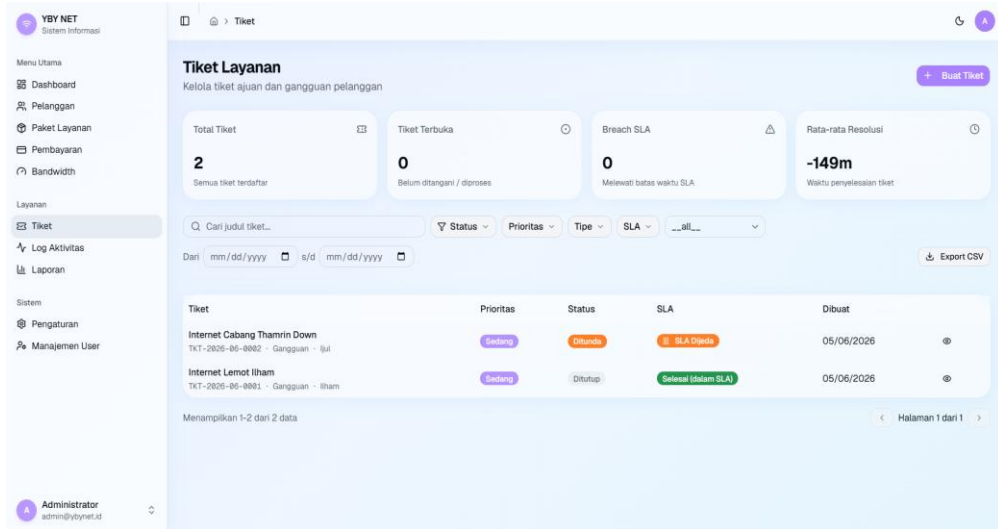 YBY NET
Sistem Informasi
Menu Utama
Dashboard
Pelanggan
Paket Layanan
Pembayaran
Bandwidth
Layanan
Tiket
Log Aktivitas
Laporan
Sistem
Pengaturan
Manajemen User
Administrator
A
admin@ybynet.id
Tiket
A
Tiket Layanan
Kelola tiket ajuan dan gangguan pelanggan
+ Buat Tiket
Total Tiket
2
Semua tiket terdaftar
Tiket Terbuka
0
Belum ditangani / diproses
Breach SLA
0
Melewati batas waktu SLA
Rata-rata Resolusi
-149m
Waktu penyelesaian tiket
Cari judul tiket... Status Prioritas Tipe SLA __all__
Dari mm/dd/yyyy s/d mm/dd/yyyy Export CSV
Tiket Prioritas Status SLA Dibuat
Internet Cabang Thamrin Down
TKT-2026-06-0002 · Gangguan · Ijul
Sedang Ditunda SLA Dijeda 05/06/2026
Internet Lemot Ilham
TKT-2026-06-0001 · Gangguan · Ilham
Sedang Ditutup Selesai (dalam SLA) 05/06/2026
Menampilkan 1-2 dari 2 data
Halaman 1 dari 1